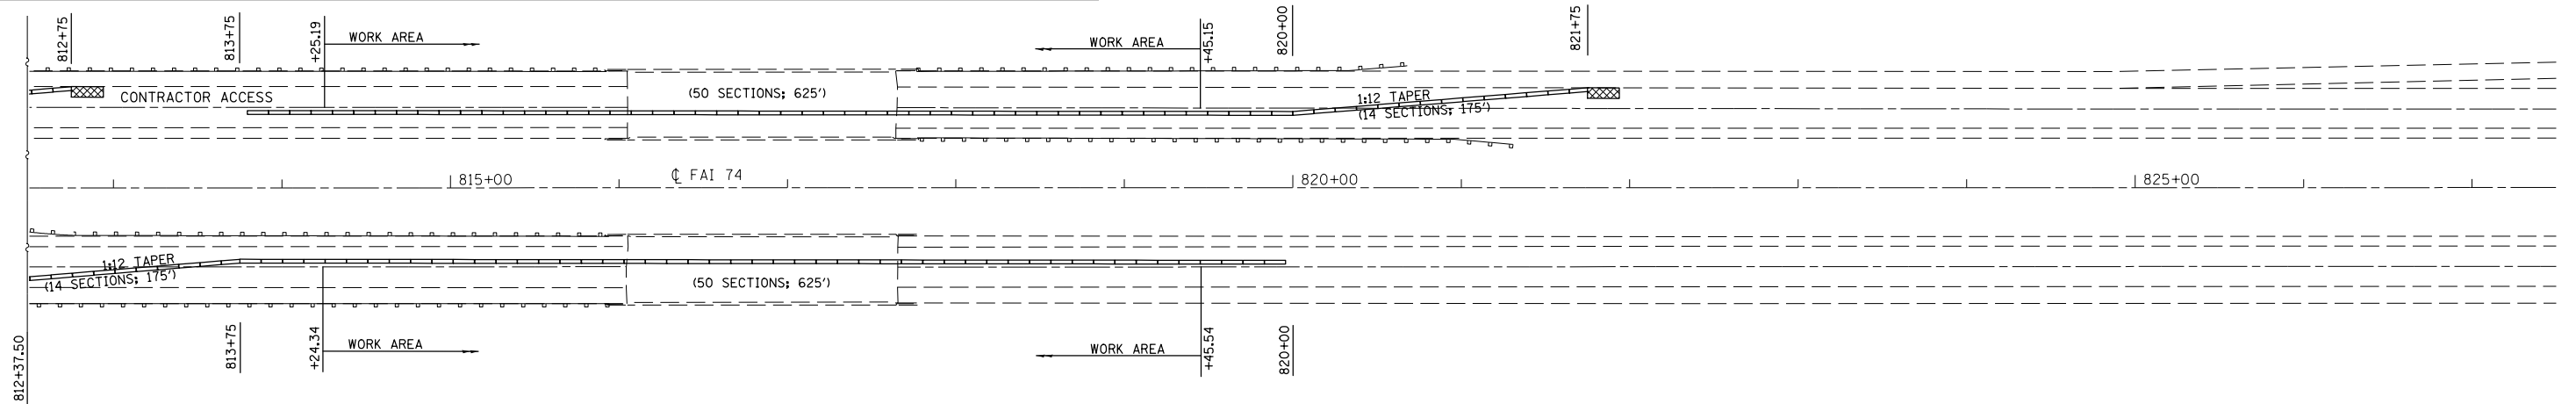 812+75
813+75
+25.19
WORK AREA
WORK AREA
+45.15
820+00
821+75
CONTRACTOR ACCESS
(50 SECTIONS; 625')
1:12 TAPER
(14 SECTIONS; 175')
815+00
℄ FAI 74
820+00
825+00
1:12 TAPER
(14 SECTIONS; 175')
(50 SECTIONS; 625')
812+37.50
813+75
+24.34
WORK AREA
WORK AREA
+45.54
820+00